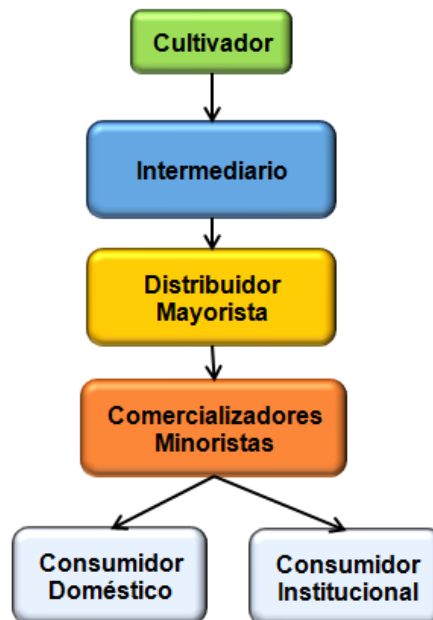 Cultivador
Intermediario
Distribuidor
Mayorista
Comercializadores
Minoristas
Consumidor
Doméstico
Consumidor
Institucional